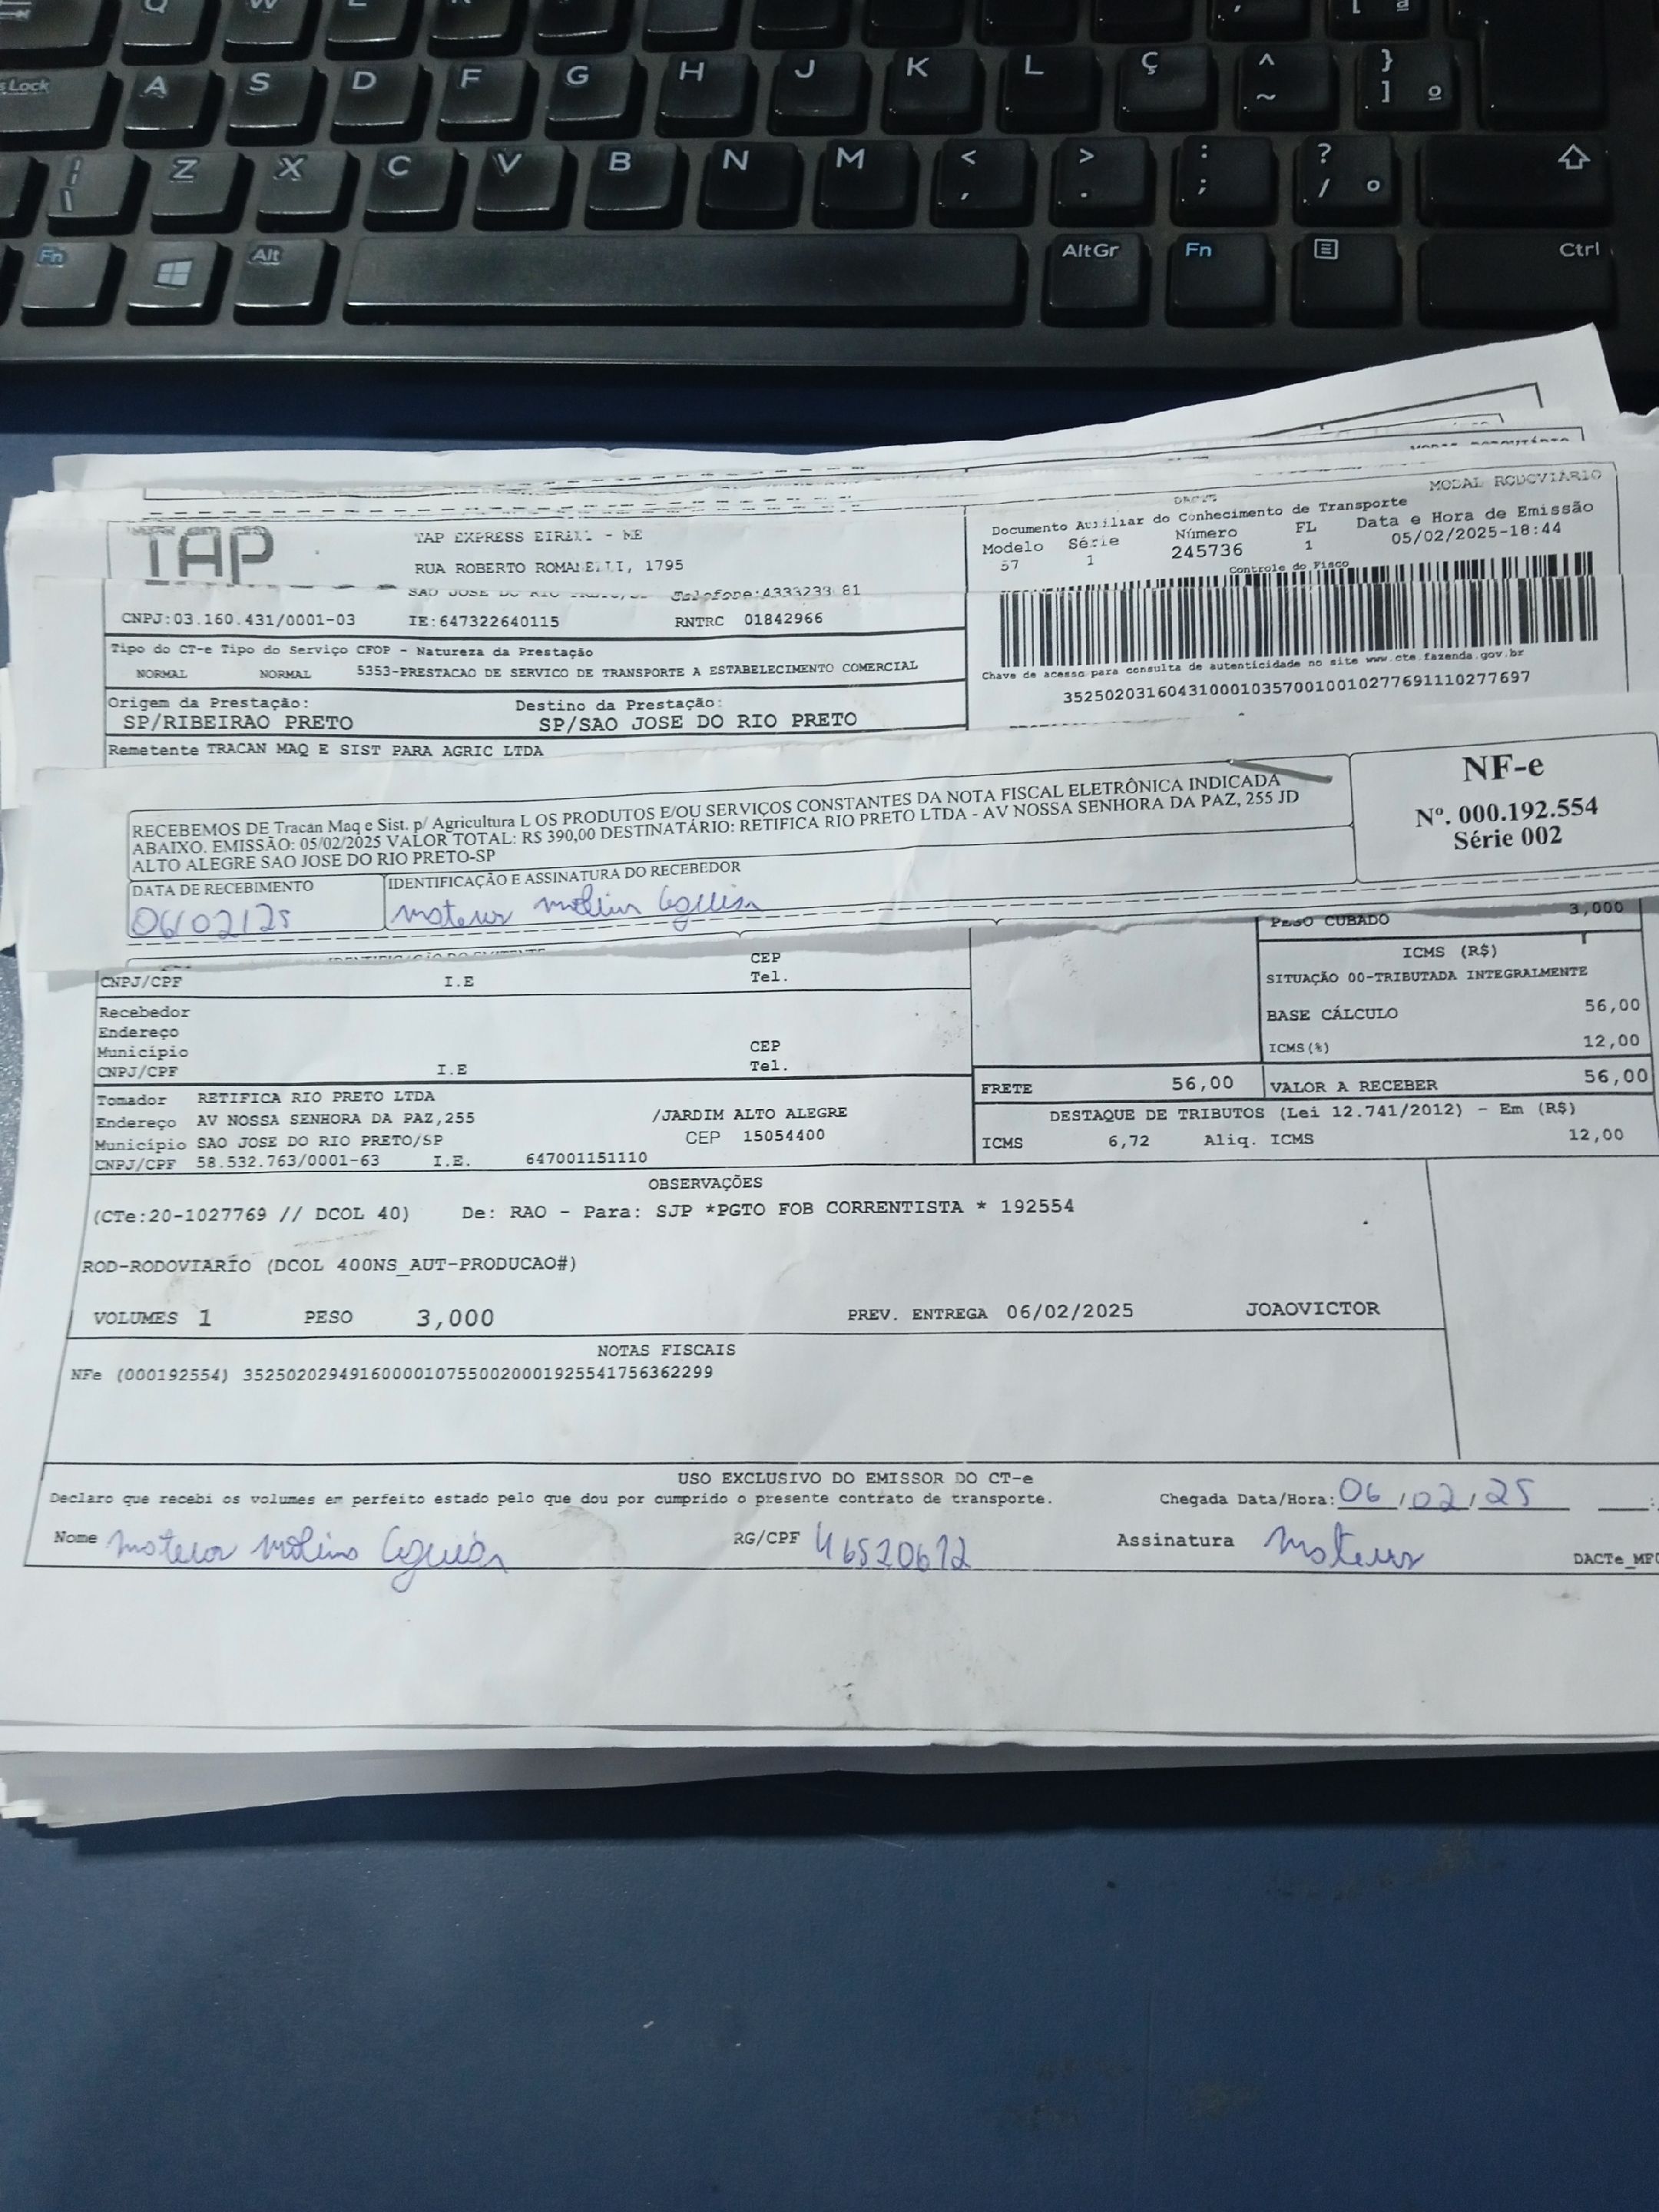 Q W E
Lock A S D F G H J K L Ç ^ ~ } ] º
| \ Z X C V B N M < , > . : ; ? / °
Fn Alt AltGr Fn Ctrl
MODAL RODOVIARIO
TAP
TAP EXPRESS EIRELI - ME
RUA ROBERTO ROMANELLI, 1795
CNPJ:03.160.431/0001-03 IE:647322640115 RNTRC 01842966
Documento Auxiliar do Conhecimento de Transporte
Modelo Série Número FL Data e Hora de Emissão
57 1 245736 1 05/02/2025-18:44
Controle do Fisco
Chave de acesso para consulta de autenticidade no site www.cte.fazenda.gov.br
35250203160431000103570010010277691110277697
Tipo do CT-e Tipo do Serviço CFOP - Natureza da Prestação
NORMAL NORMAL 5353-PRESTACAO DE SERVICO DE TRANSPORTE A ESTABELECIMENTO COMERCIAL
Origem da Prestação: Destino da Prestação:
SP/RIBEIRAO PRETO SP/SAO JOSE DO RIO PRETO
Remetente TRACAN MAQ E SIST PARA AGRIC LTDA
RECEBEMOS DE Tracan Maq e Sist. p/ Agricultura L OS PRODUTOS E/OU SERVIÇOS CONSTANTES DA NOTA FISCAL ELETRÔNICA INDICADA
ABAIXO. EMISSÃO: 05/02/2025 VALOR TOTAL: R$ 390,00 DESTINATÁRIO: RETIFICA RIO PRETO LTDA - AV NOSSA SENHORA DA PAZ, 255 JD
ALTO ALEGRE SAO JOSE DO RIO PRETO-SP
DATA DE RECEBIMENTO IDENTIFICAÇÃO E ASSINATURA DO RECEBEDOR
06/02/25
NF-e
Nº. 000.192.554
Série 002
PESO CUBADO 3,000
ICMS (R$)
SITUAÇÃO 00-TRIBUTADA INTEGRALMENTE
BASE CÁLCULO 56,00
ICMS(%) 12,00
CEP
CNPJ/CPF I.E Tel.
Recebedor
Endereço
Município CEP
CNPJ/CPF I.E Tel.
FRETE 56,00 VALOR A RECEBER 56,00
Tomador RETIFICA RIO PRETO LTDA
Endereço AV NOSSA SENHORA DA PAZ,255 /JARDIM ALTO ALEGRE
Município SAO JOSE DO RIO PRETO/SP CEP 15054400
CNPJ/CPF 58.532.763/0001-63 I.E. 647001151110
DESTAQUE DE TRIBUTOS (Lei 12.741/2012) - Em (R$)
ICMS 6,72 Aliq. ICMS 12,00
OBSERVAÇÕES
(CTe:20-1027769 // DCOL 40) De: RAO - Para: SJP *PGTO FOB CORRENTISTA * 192554
ROD-RODOVIARIO (DCOL 400NS_AUT-PRODUCAO#)
VOLUMES 1 PESO 3,000 PREV. ENTREGA 06/02/2025 JOAOVICTOR
NOTAS FISCAIS
NFe (000192554) 35250202949160000107550020001925541756362299
USO EXCLUSIVO DO EMISSOR DO CT-e
Declaro que recebi os volumes em perfeito estado pelo que dou por cumprido o presente contrato de transporte. Chegada Data/Hora: 06/02/25
Nome RG/CPF 46520612 Assinatura
DACTe_MF